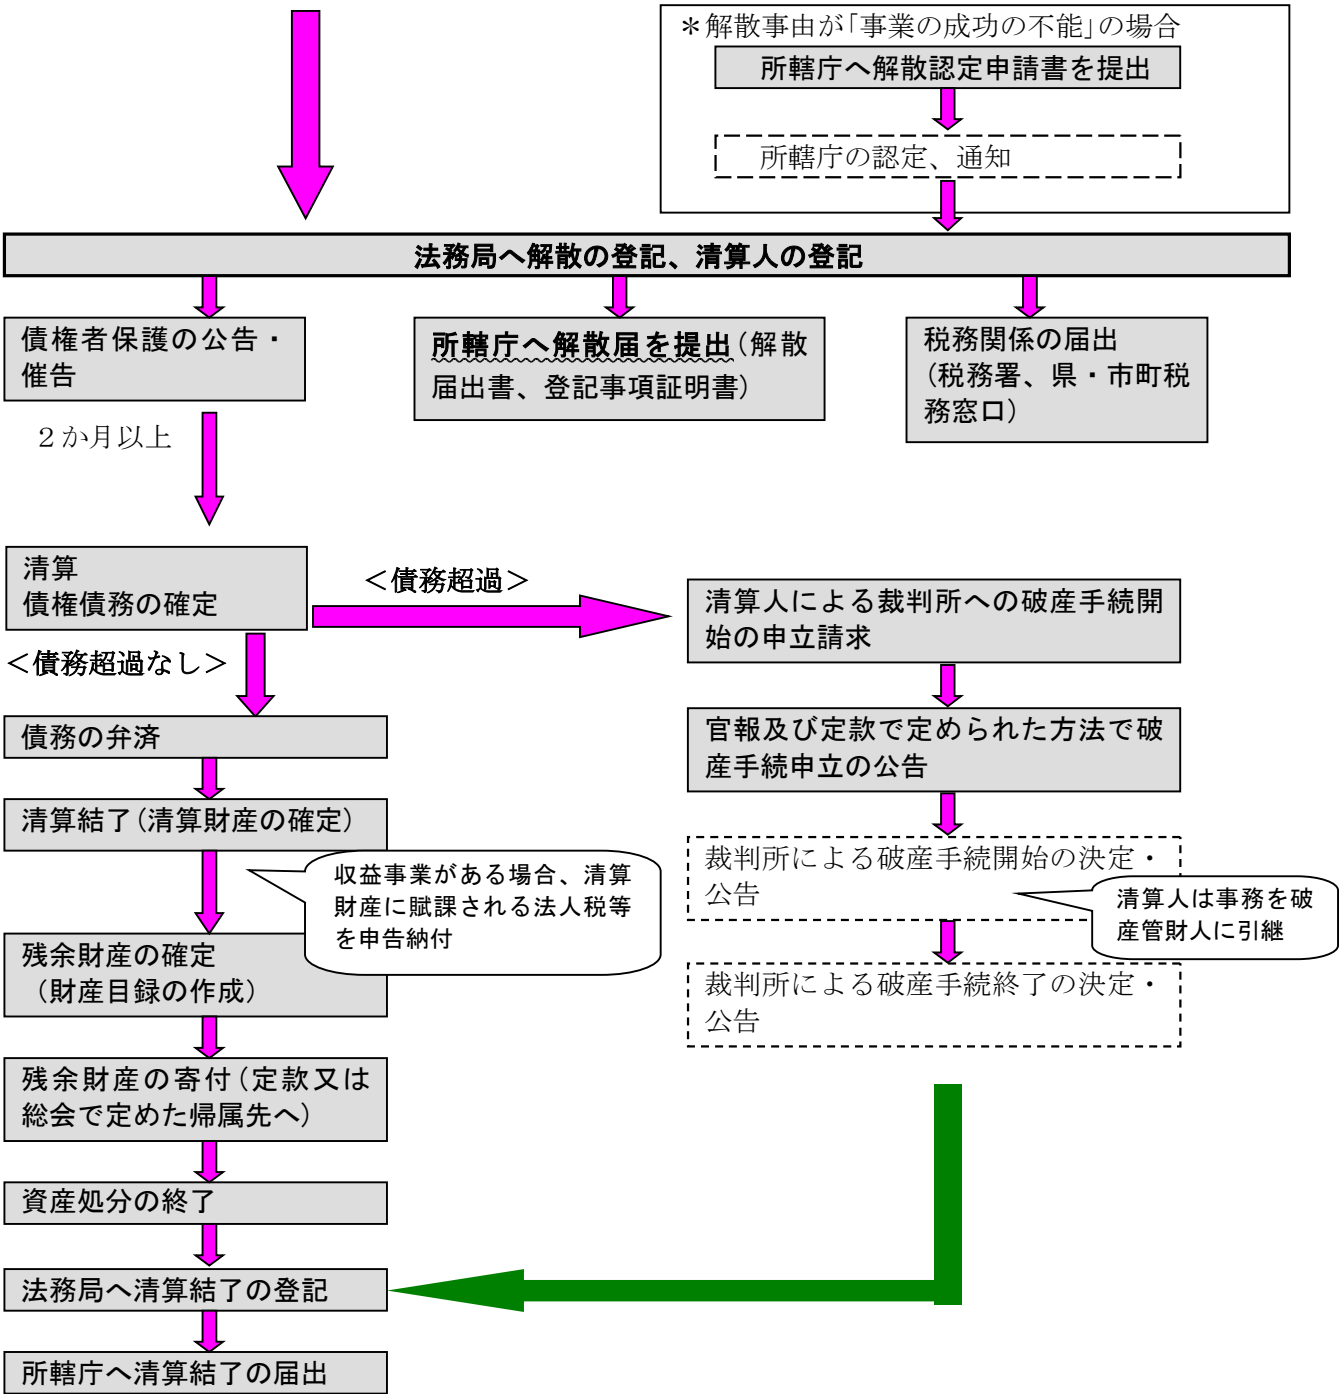 ＊解散事由が「事業の成功の不能」の場合
所轄庁へ解散認定申請書を提出
所轄庁の認定、通知
法務局へ解散の登記、清算人の登記
債権者保護の公告・
催告
所轄庁へ解散届を提出(解散
届出書、登記事項証明書)
税務関係の届出
(税務署、県・市町税
務窓口)
２か月以上
清算
債権債務の確定
＜債務超過＞
＜債務超過なし＞
清算人による裁判所への破産手続開
始の申立請求
債務の弁済
官報及び定款で定められた方法で破
産手続申立の公告
清算結了(清算財産の確定)
収益事業がある場合、清算
財産に賦課される法人税等
を申告納付
裁判所による破産手続開始の決定・
公告
清算人は事務を破
産管財人に引継
残余財産の確定
（財産目録の作成）
裁判所による破産手続終了の決定・
公告
残余財産の寄付(定款又は
総会で定めた帰属先へ)
資産処分の終了
法務局へ清算結了の登記
所轄庁へ清算結了の届出